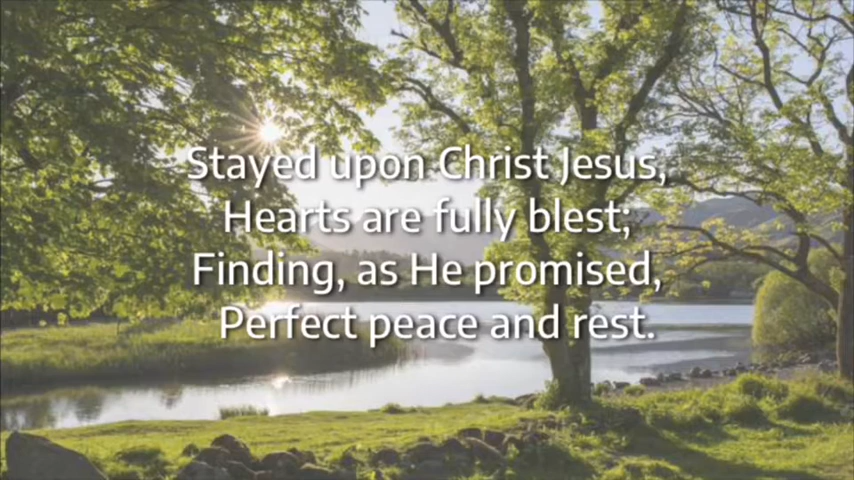 Stayed upon Christ Jesus,
Hearts are fully blest;
Finding, as He promised,
Perfect peace and rest.